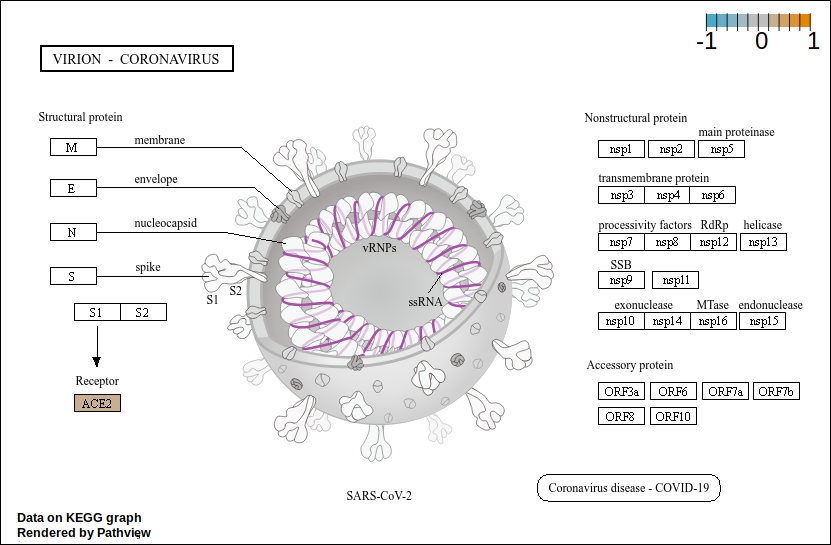 -1 0 1
VIRION - CORONAVIRUS
Structural protein
M membrane
E envelope
N nucleocapsid
S spike
S1 S2
S1 S2
Receptor
ACE2
vRNPs
ssRNA
SARS-CoV-2
Nonstructural protein
main proteinase
nsp1 nsp2 nsp5
transmembrane protein
nsp3 nsp4 nsp6
processivity factors RdRp helicase
nsp7 nsp8 nsp12 nsp13
SSB
nsp9 nsp11
exonuclease MTase endonuclease
nsp10 nsp14 nsp16 nsp15
Accessory protein
ORF3a ORF6 ORF7a ORF7b
ORF8 ORF10
Coronavirus disease - COVID-19
Data on KEGG graph
Rendered by Pathview